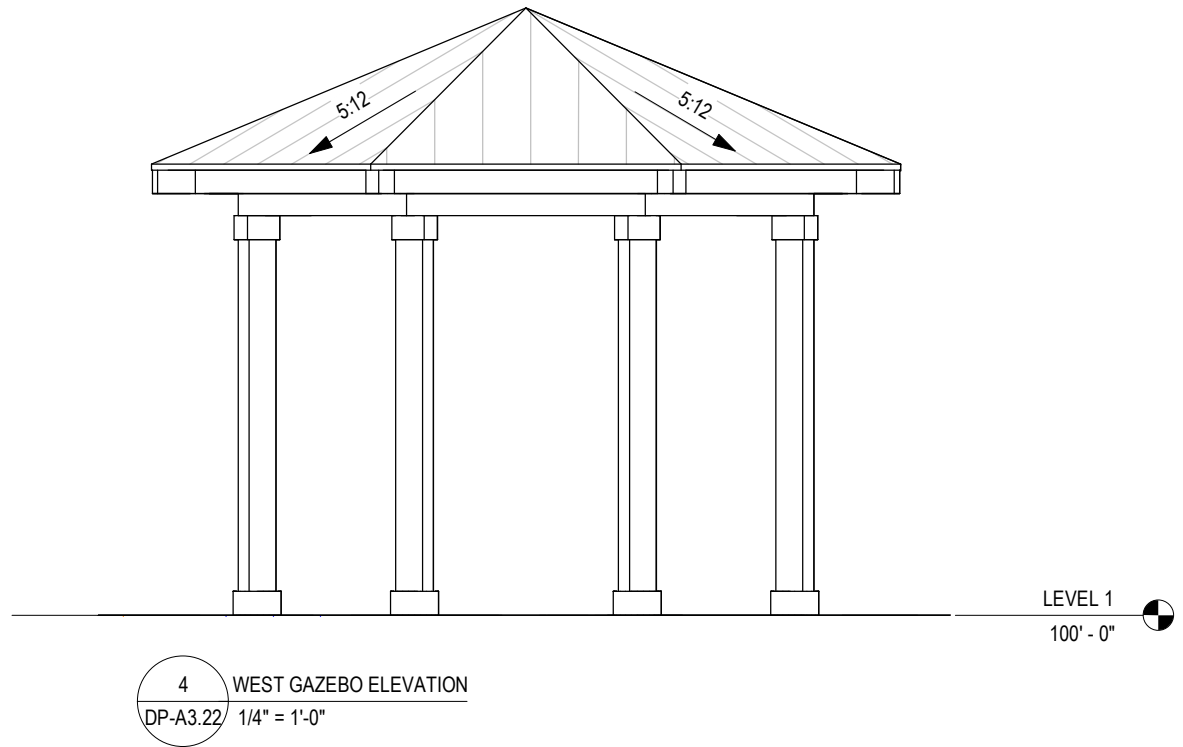 5:12
5:12
LEVEL 1
100' - 0"
4
WEST GAZEBO ELEVATION
DP-A3.22
1/4" = 1'-0"